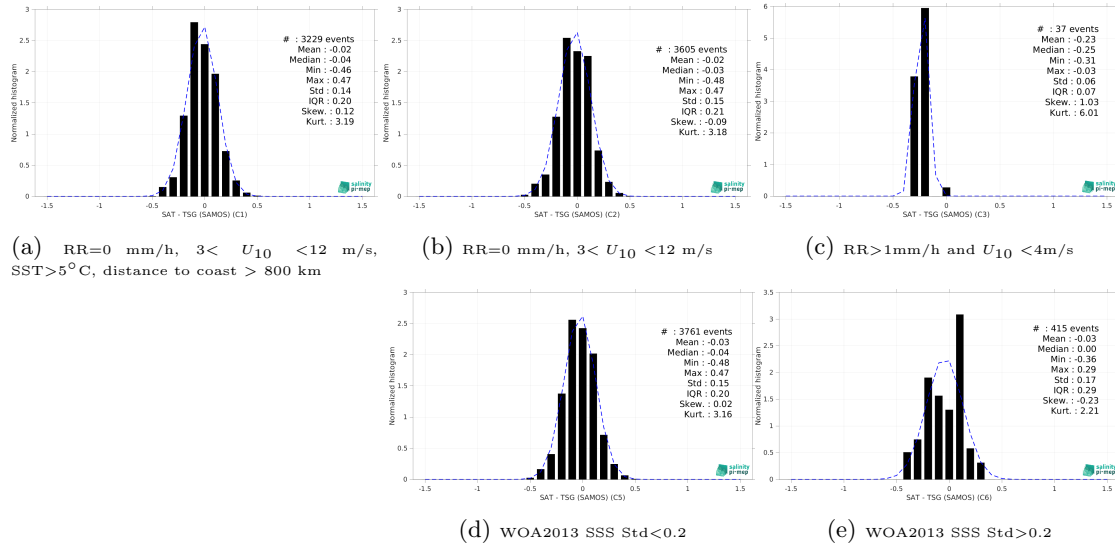 3
2.5
2
1.5
1
0.5
0
Normalized histogram
# : 3229 events
Mean : -0.02
Median : -0.04
Min : -0.46
Max : 0.47
Std : 0.14
IQR : 0.20
Skew. : 0.12
Kurt. : 3.19
salinity
pi-mep
-1.5 -1 -0.5 0 0.5 1 1.5
SAT - TSG (SAMOS) (C1)
(a) RR=0 mm/h, 3< U10 <12 m/s,
SST>5°C, distance to coast > 800 km
3
2.5
2
1.5
1
0.5
0
Normalized histogram
# : 3605 events
Mean : -0.02
Median : -0.03
Min : -0.48
Max : 0.47
Std : 0.15
IQR : 0.21
Skew. : -0.09
Kurt. : 3.18
salinity
pi-mep
-1.5 -1 -0.5 0 0.5 1 1.5
SAT - TSG (SAMOS) (C2)
(b) RR=0 mm/h, 3< U10 <12 m/s
6
5
4
3
2
1
0
Normalized histogram
# : 37 events
Mean : -0.23
Median : -0.25
Min : -0.31
Max : -0.03
Std : 0.06
IQR : 0.07
Skew. : 1.03
Kurt. : 6.01
salinity
pi-mep
-1.5 -1 -0.5 0 0.5 1 1.5
SAT - TSG (SAMOS) (C3)
(c) RR>1mm/h and U10 <4m/s
3
2.5
2
1.5
1
0.5
0
Normalized histogram
# : 3761 events
Mean : -0.03
Median : -0.04
Min : -0.48
Max : 0.47
Std : 0.15
IQR : 0.20
Skew. : 0.02
Kurt. : 3.16
salinity
pi-mep
-1.5 -1 -0.5 0 0.5 1 1.5
SAT - TSG (SAMOS) (C5)
(d) WOA2013 SSS Std<0.2
3.5
3
2.5
2
1.5
1
0.5
0
Normalized histogram
# : 415 events
Mean : -0.03
Median : 0.00
Min : -0.36
Max : 0.29
Std : 0.17
IQR : 0.29
Skew. : -0.23
Kurt. : 2.21
salinity
pi-mep
-1.5 -1 -0.5 0 0.5 1 1.5
SAT - TSG (SAMOS) (C6)
(e) WOA2013 SSS Std>0.2